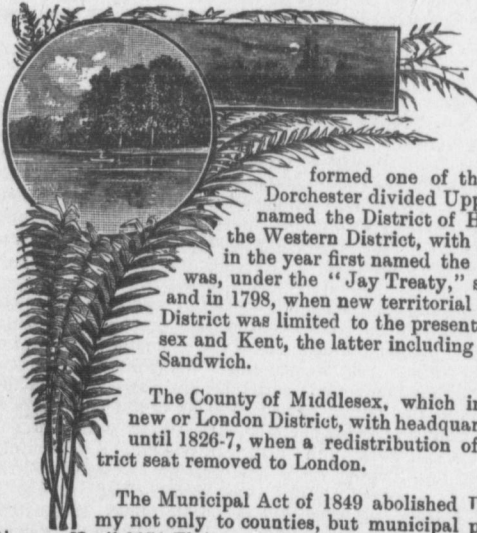 formed one of th
Dorchester divided Upp
named the District of H
the Western District, with
in the year first named the
was, under the "Jay Treaty," s
and in 1798, when new territorial
District was limited to the present
sex and Kent, the latter including
Sandwich.
The County of Middlesex, which i
new or London District, with headquar
until 1826-7, when a redistribution of
trict seat removed to London.
The Municipal Act of 1849 abolished
my not only to counties, but municipal p